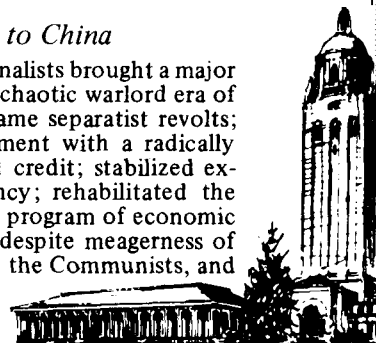 to China
nalists brought a major
chaotic warlord era of
ame separatist revolts;
ment with a radically
credit; stabilized ex-
ncy; rehabilitated the
program of economic
despite meagerness of
the Communists, and